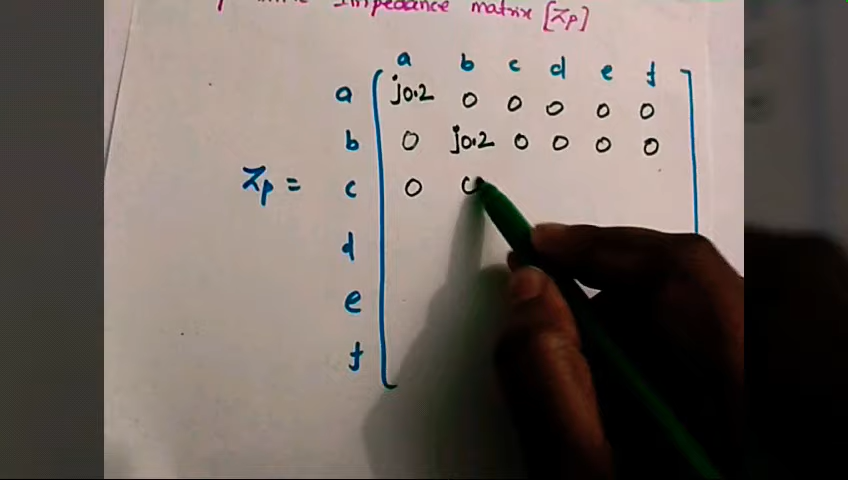 Impedance matrix [Zp]
a b c d e f
a j0.2 0 0 0 0 0
b 0 j0.2 0 0 0 0
Zp = c 0 0
d
e
f